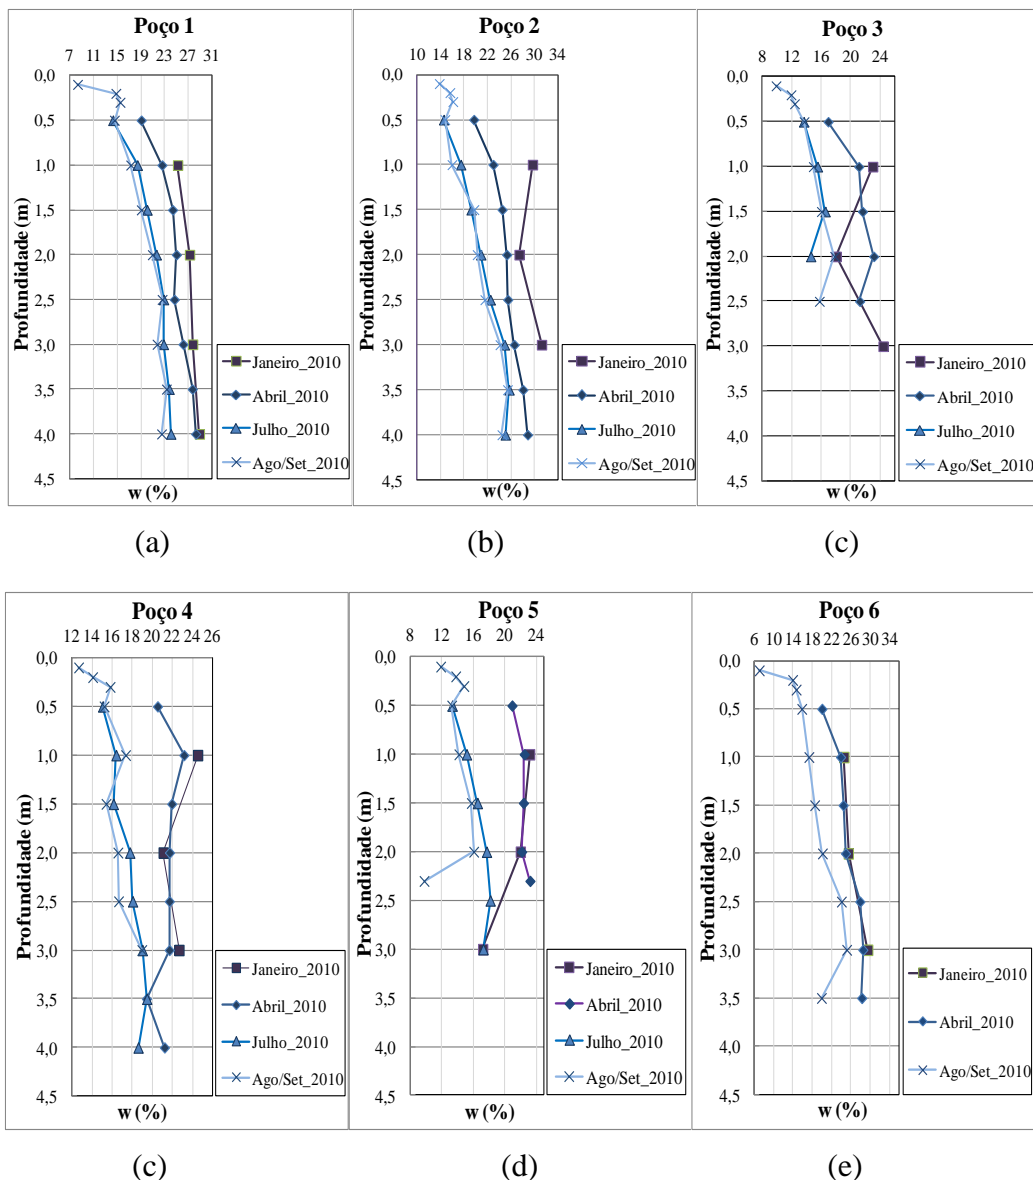 Poço 1
7 11 15 19 23 27 31
0,0
0,5
1,0
1,5
2,0
2,5
3,0
3,5
4,0
4,5
Profundidade (m)
Janeiro_2010
Abril_2010
Julho_2010
Ago/Set_2010
w (%)
(a)
Poço 2
10 14 18 22 26 30 34
0,0
0,5
1,0
1,5
2,0
2,5
3,0
3,5
4,0
4,5
Profundidade (m)
Janeiro_2010
Abril_2010
Julho_2010
Ago/Set_2010
w (%)
(b)
Poço 3
8 12 16 20 24
0,0
0,5
1,0
1,5
2,0
2,5
3,0
3,5
4,0
4,5
Profundidade (m)
Janeiro_2010
Abril_2010
Julho_2010
Ago/Set_2010
w (%)
(c)
Poço 4
12 14 16 18 20 22 24 26
0,0
0,5
1,0
1,5
2,0
2,5
3,0
3,5
4,0
4,5
Profundidade (m)
Janeiro_2010
Abril_2010
Julho_2010
Ago/Set_2010
w (%)
(c)
Poço 5
8 12 16 20 24
0,0
0,5
1,0
1,5
2,0
2,5
3,0
3,5
4,0
4,5
Profundidade (m)
Janeiro_2010
Abril_2010
Julho_2010
Ago/Set_2010
w (%)
(d)
Poço 6
6 10 14 18 22 26 30 34
0,0
0,5
1,0
1,5
2,0
2,5
3,0
3,5
4,0
4,5
Profundidade (m)
Janeiro_2010
Abril_2010
Ago/Set_2010
w (%)
(e)